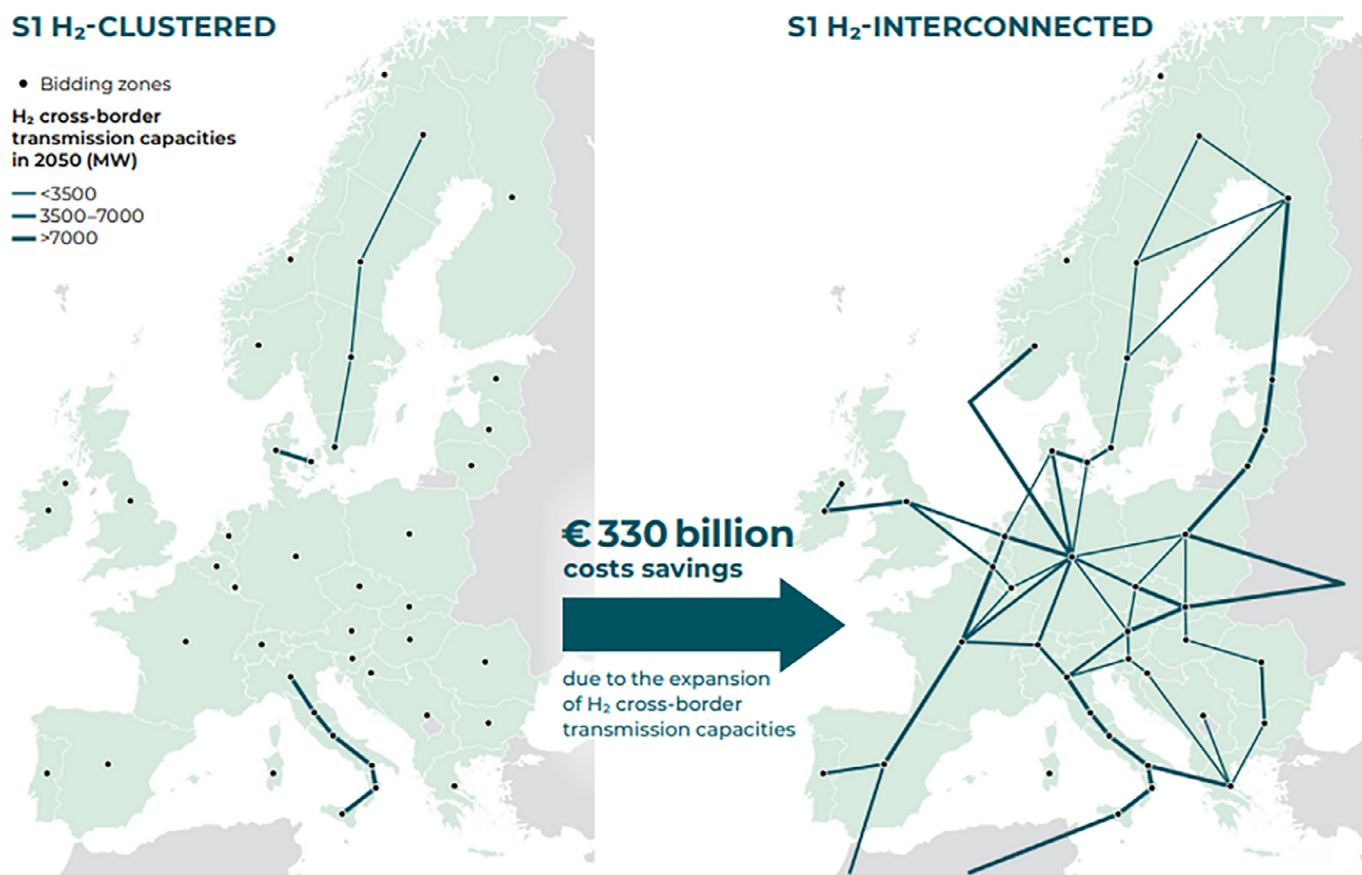 S1 H₂-CLUSTERED
Bidding zones
H₂ cross-border
transmission capacities
in 2050 (MW)
<3500
3500–7000
>7000
S1 H₂-INTERCONNECTED
€ 330 billion
costs savings
due to the expansion
of H₂ cross-border
transmission capacities